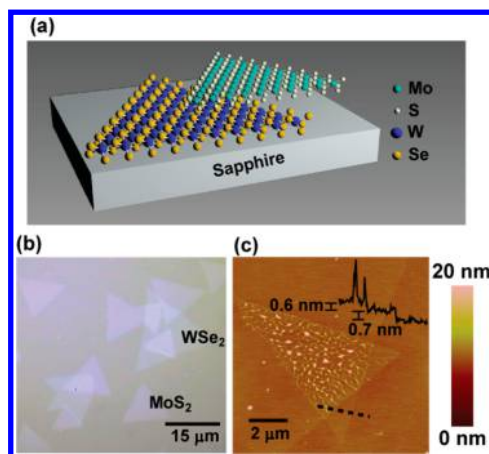 (a)
Mo
S
W
Se
Sapphire
(b)
WSe2
MoS2
15 µm
(c)
0.6 nm
0.7 nm
2 µm
20 nm
0 nm